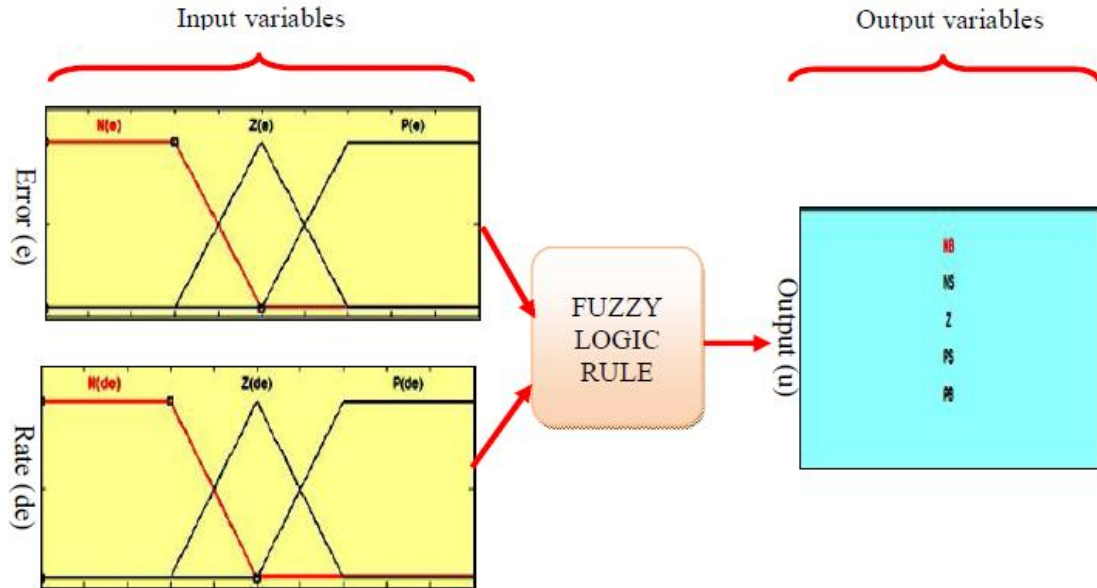 Input variables
Output variables
N(e) Z(e) P(e)
Error (e)
N(de) Z(de) P(de)
Rate (de)
FUZZY
LOGIC
RULE
Output (u)
NB
NS
Z
PS
PB